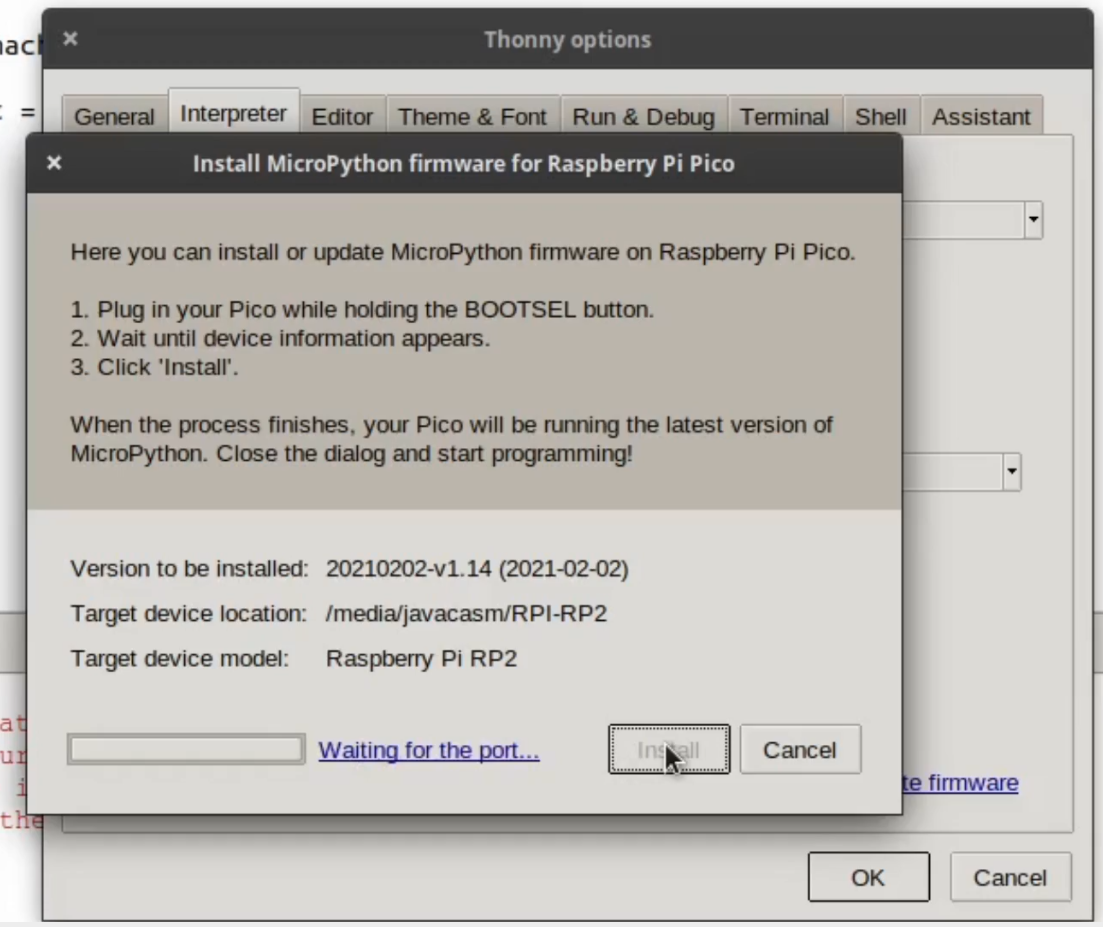 Thonny options
General Interpreter Editor Theme & Font Run & Debug Terminal Shell Assistant
Install MicroPython firmware for Raspberry Pi Pico
Here you can install or update MicroPython firmware on Raspberry Pi Pico.
1. Plug in your Pico while holding the BOOTSEL button.
2. Wait until device information appears.
3. Click 'Install'.
When the process finishes, your Pico will be running the latest version of
MicroPython. Close the dialog and start programming!
Version to be installed: 20210202-v1.14 (2021-02-02)
Target device location: /media/javacasm/RPI-RP2
Target device model: Raspberry Pi RP2
Waiting for the port... Install Cancel
firmware
the
OK Cancel